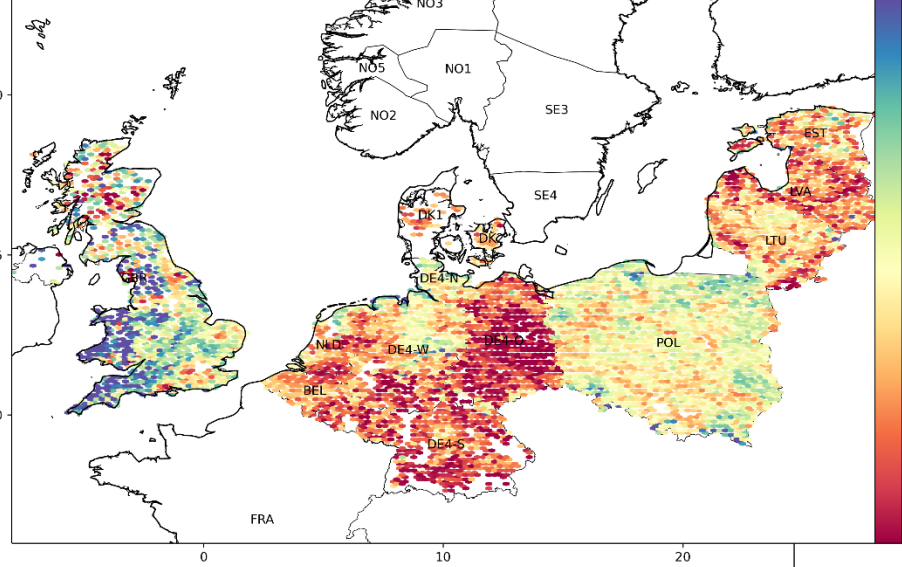 NO3
NO5
NO1
NO2
SE3
EST
LVA
SE4
DK1
DK2
LTU
GBR
DE4-N
NLD
DE4-W
DE4-O
POL
BEL
DE4-S
FRA
0
10
20